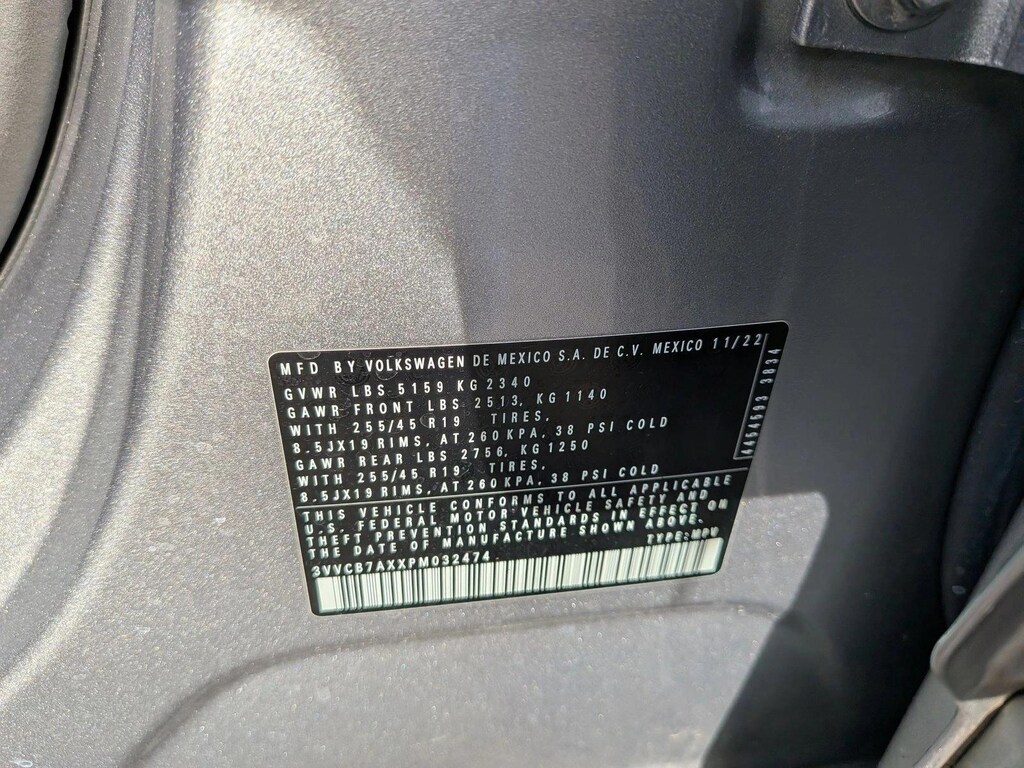 MFD BY VOLKSWAGEN DE MEXICO S.A. DE C.V. MEXICO 11/22
GVWR LBS 5159 KG 2340
GAWR FRONT LBS 2513, KG 1140
WITH 255/45 R19 TIRES,
8.5JX19 RIMS, AT 260 KPA, 38 PSI COLD
GAWR REAR LBS 2756, KG 1250
WITH 255/45 R19 TIRES,
8.5JX19 RIMS, AT 260 KPA, 38 PSI COLD
THIS VEHICLE CONFORMS TO ALL APPLICABLE
U.S. FEDERAL MOTOR VEHICLE SAFETY AND
THEFT PREVENTION STANDARDS IN EFFECT ON
THE DATE OF MANUFACTURE SHOWN ABOVE.
3VVCB7AXXPM032474 TYPE: MPV
4454593 3834